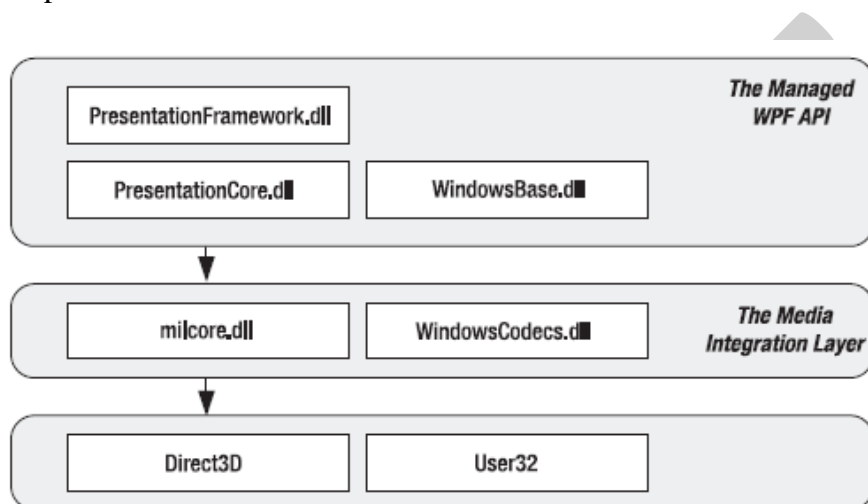 The Managed
WPF API
PresentationFramework.dll
PresentationCore.dll
WindowsBase.dll
milcore.dll
WindowsCodecs.dll
The Media
Integration Layer
Direct3D
User32